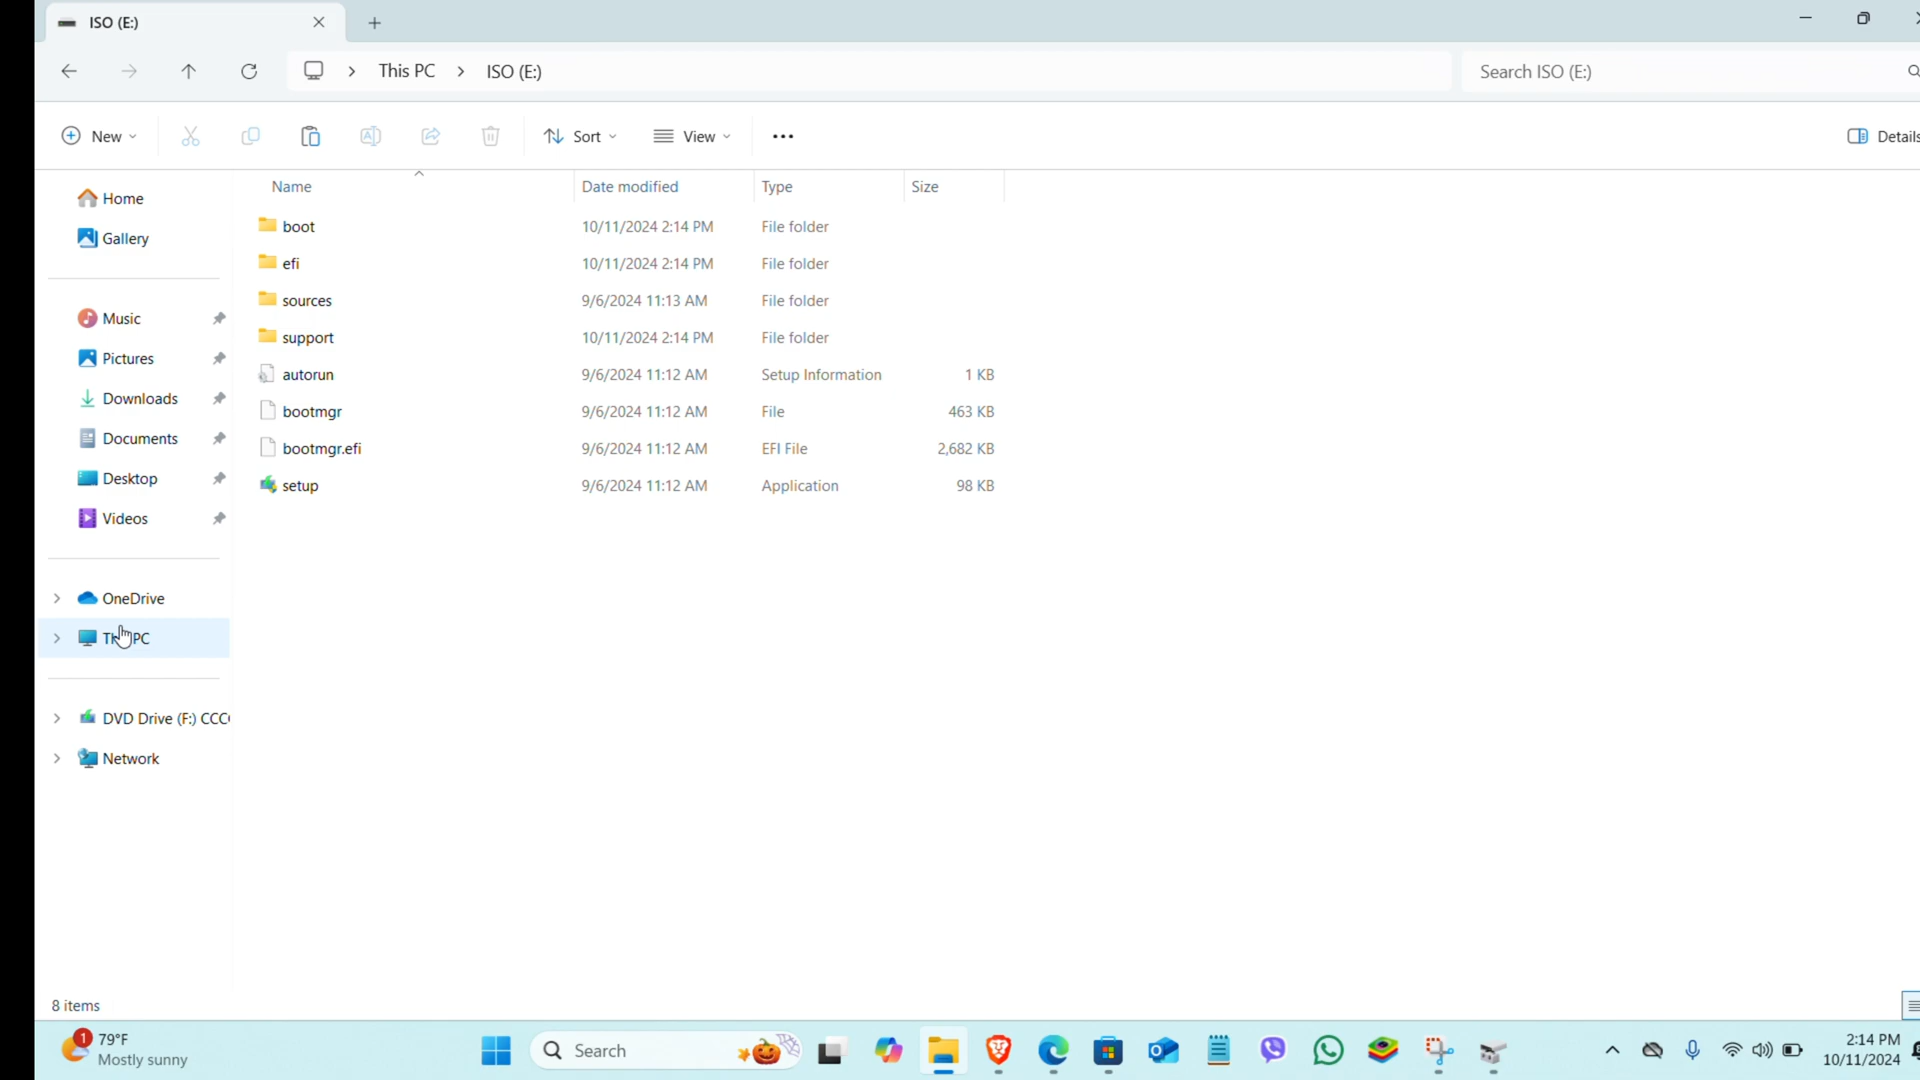 ISO (E:)
This PC ISO (E:)
Search ISO (E:)
New
Sort
View
Details
Name Date modified Type Size
Home
Gallery
Music
Pictures
Downloads
Documents
Desktop
Videos
OneDrive
PC
DVD Drive (F:) CCC
Network
boot 10/11/2024 2:14 PM File folder
efi 10/11/2024 2:14 PM File folder
sources 9/6/2024 11:13 AM File folder
support 10/11/2024 2:14 PM File folder
autorun 9/6/2024 11:12 AM Setup Information 1 KB
bootmgr 9/6/2024 11:12 AM File 463 KB
bootmgr.efi 9/6/2024 11:12 AM EFI File 2,682 KB
setup 9/6/2024 11:12 AM Application 98 KB
8 items
1
79°F
Mostly sunny
Search
2:14 PM
10/11/2024